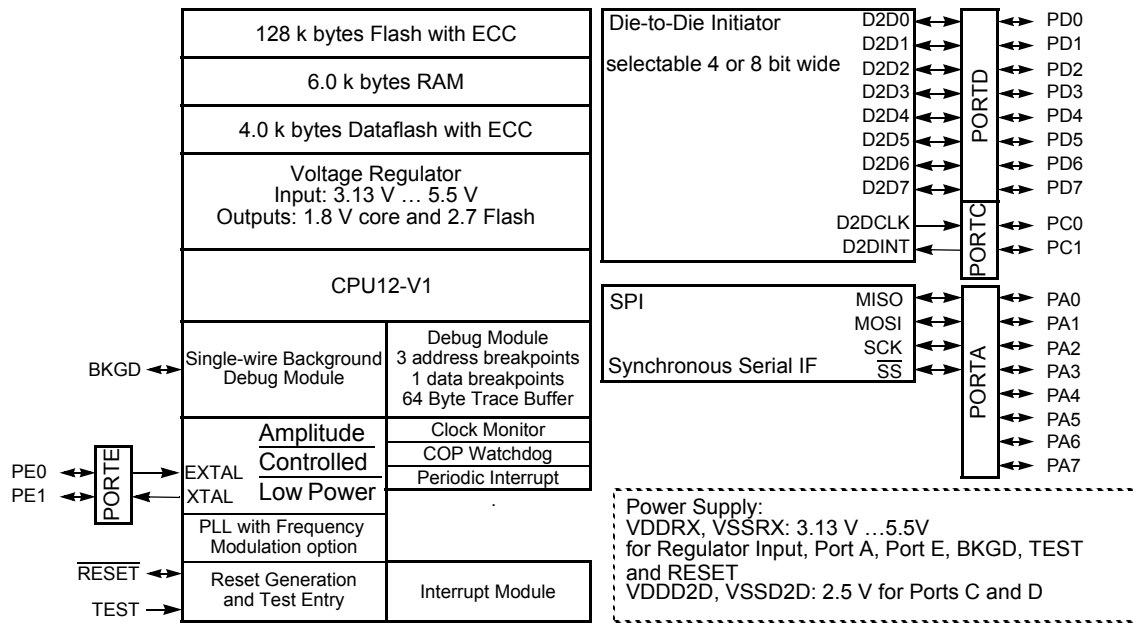 128 k bytes Flash with ECC
6.0 k bytes RAM
4.0 k bytes Dataflash with ECC
Voltage Regulator
Input: 3.13 V … 5.5 V
Outputs: 1.8 V core and 2.7 Flash
CPU12-V1
BKGD
Single-wire Background
Debug Module
Debug Module
3 address breakpoints
1 data breakpoints
64 Byte Trace Buffer
PE0
PE1
PORTE
EXTAL
XTAL
Amplitude
Controlled
Low Power
Clock Monitor
COP Watchdog
Periodic Interrupt
PLL with Frequency
Modulation option
RESET
TEST
Reset Generation
and Test Entry
Interrupt Module
Die-to-Die Initiator
selectable 4 or 8 bit wide
D2D0
D2D1
D2D2
D2D3
D2D4
D2D5
D2D6
D2D7
D2DCLK
D2DINT
PORTD
PORTC
PD0
PD1
PD2
PD3
PD4
PD5
PD6
PD7
PC0
PC1
SPI
Synchronous Serial IF
MISO
MOSI
SCK
SS
PORTA
PA0
PA1
PA2
PA3
PA4
PA5
PA6
PA7
Power Supply:
VDDRX, VSSRX: 3.13 V …5.5V
for Regulator Input, Port A, Port E, BKGD, TEST
and RESET
VDDD2D, VSSD2D: 2.5 V for Ports C and D